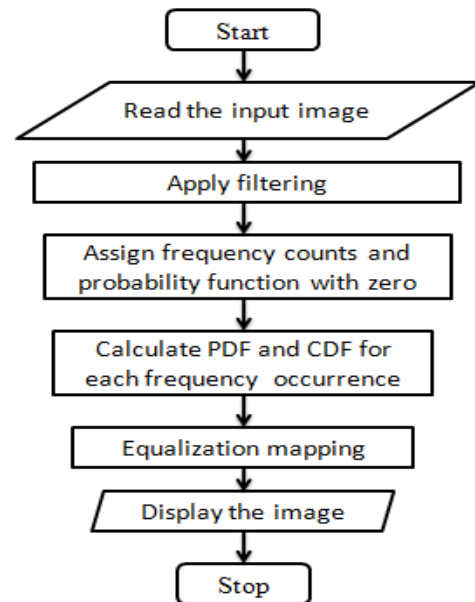 Start
Read the input image
Apply filtering
Assign frequency counts and
probability function with zero
Calculate PDF and CDF for
each frequency occurrence
Equalization mapping
Display the image
Stop